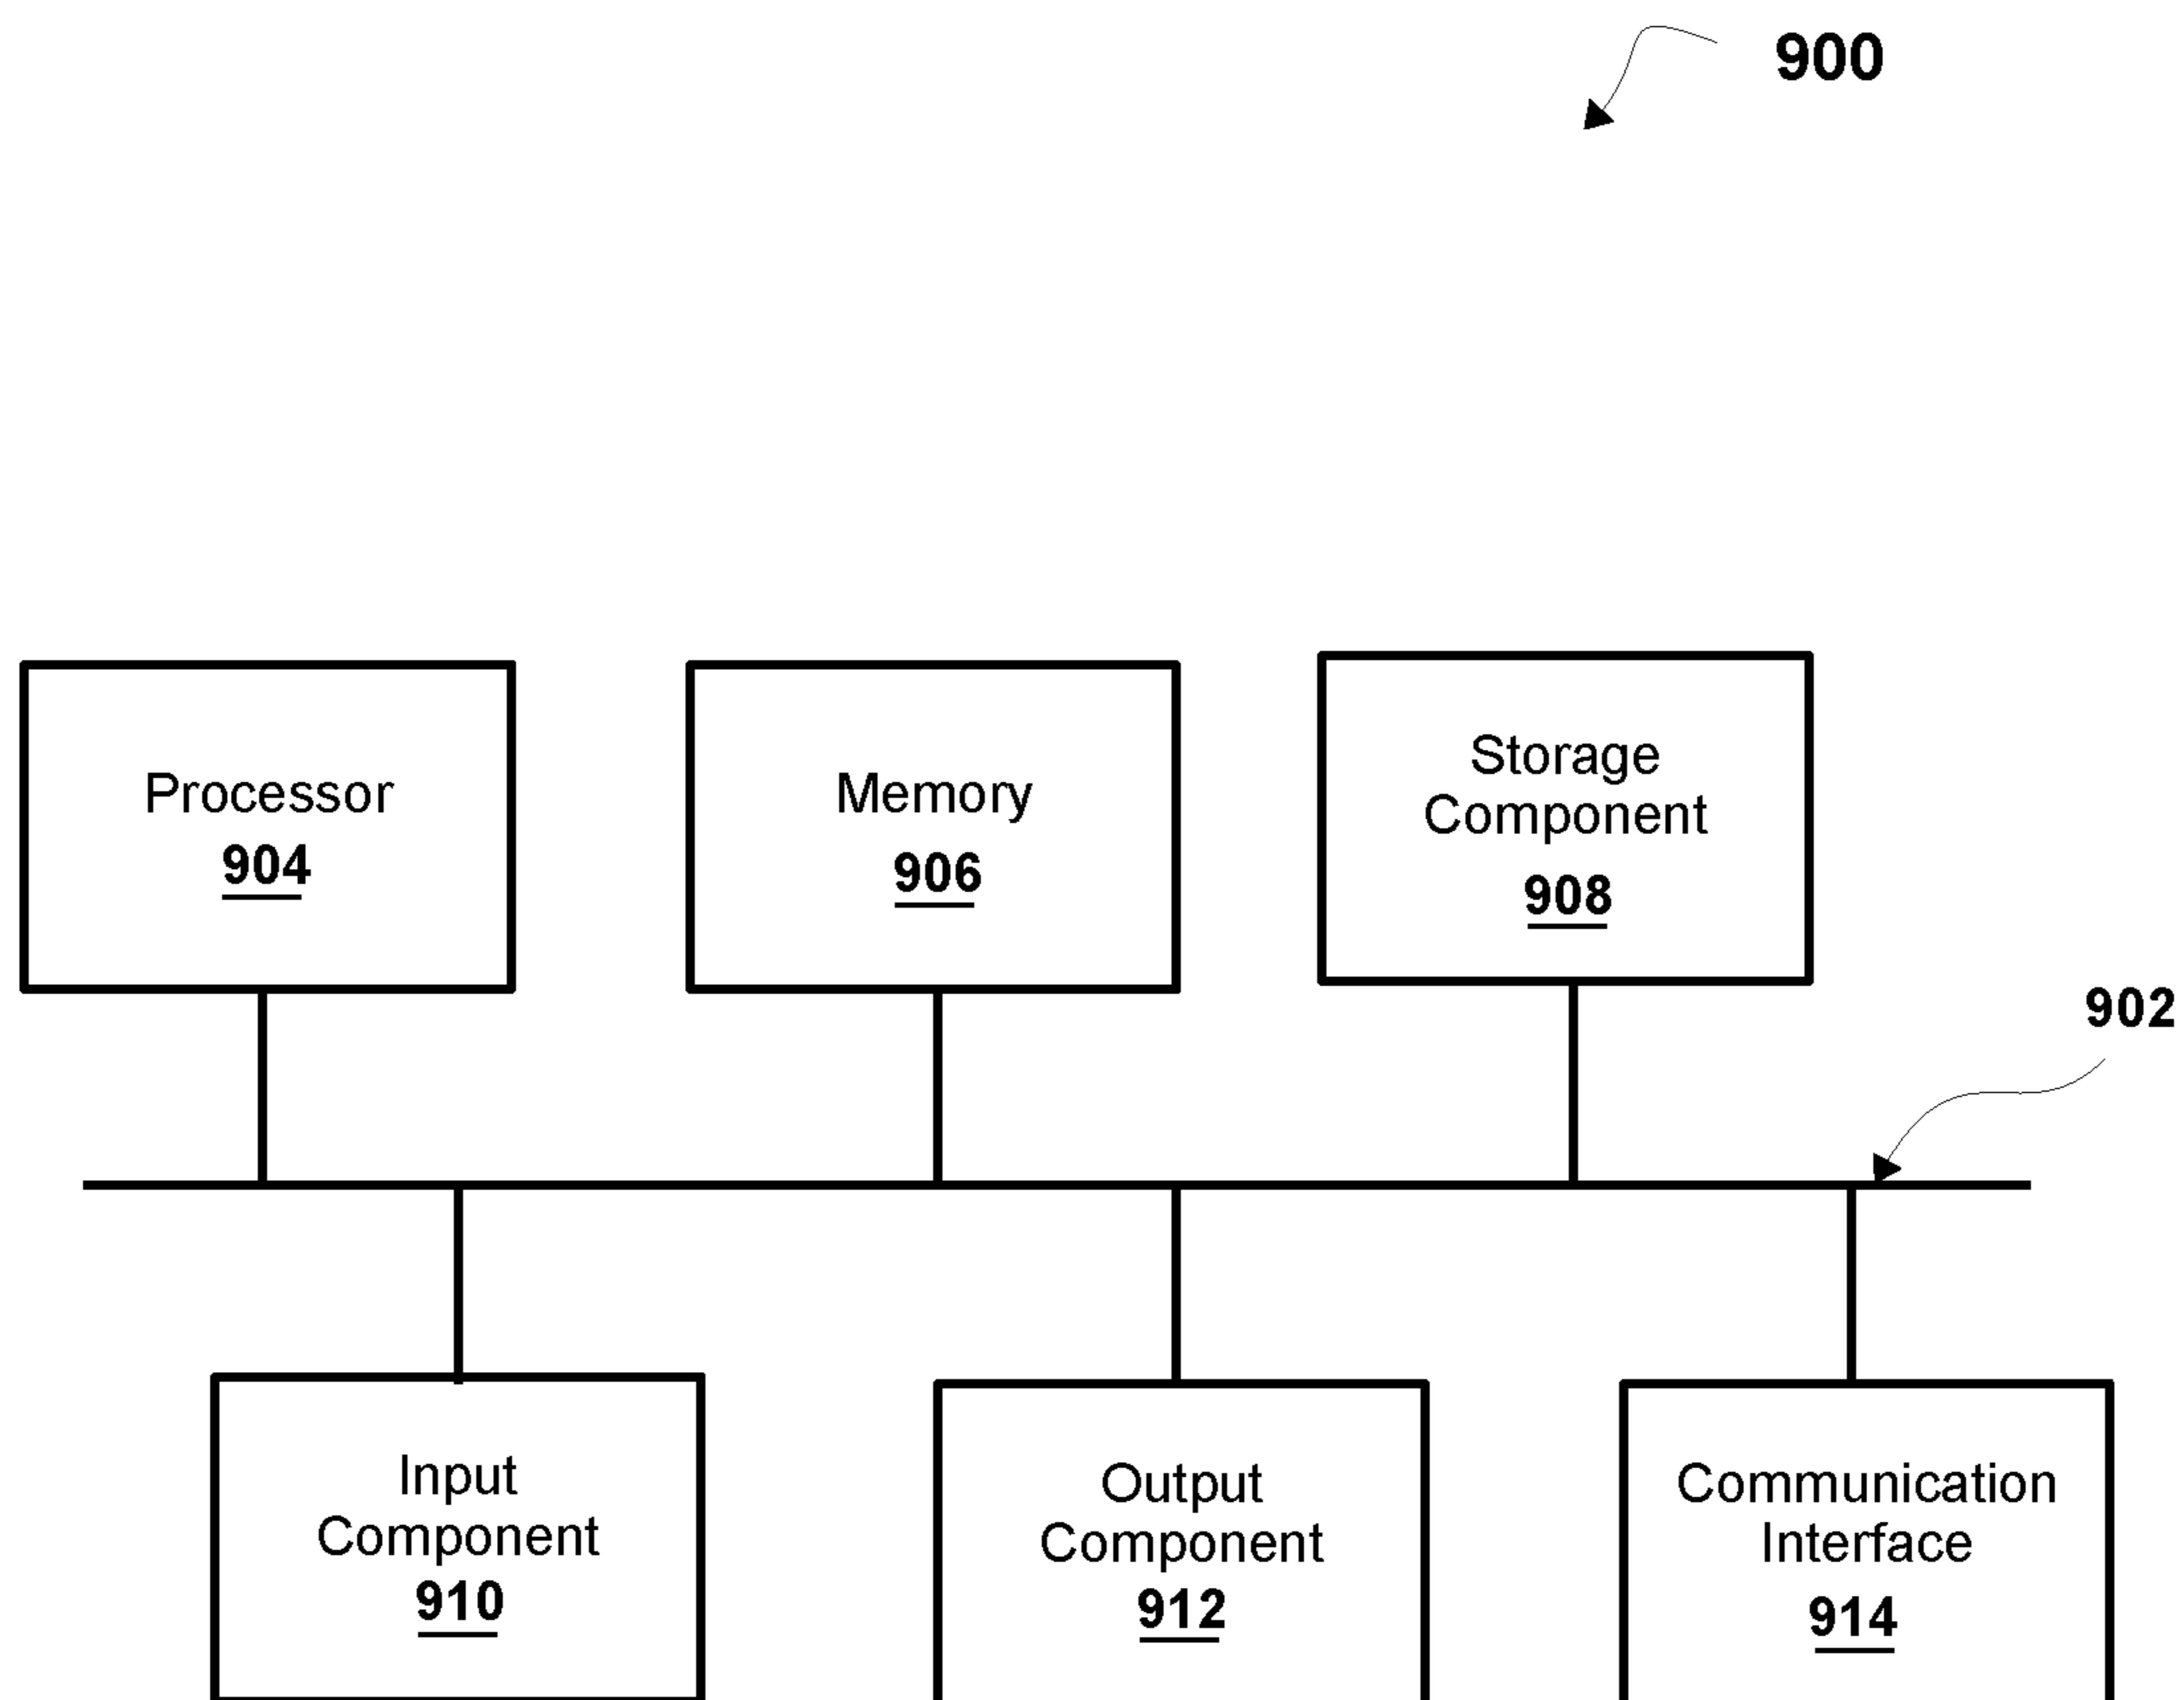 900
Processor
904
Memory
906
Storage
Component
908
902
Input
Component
910
Output
Component
912
Communication
Interface
914